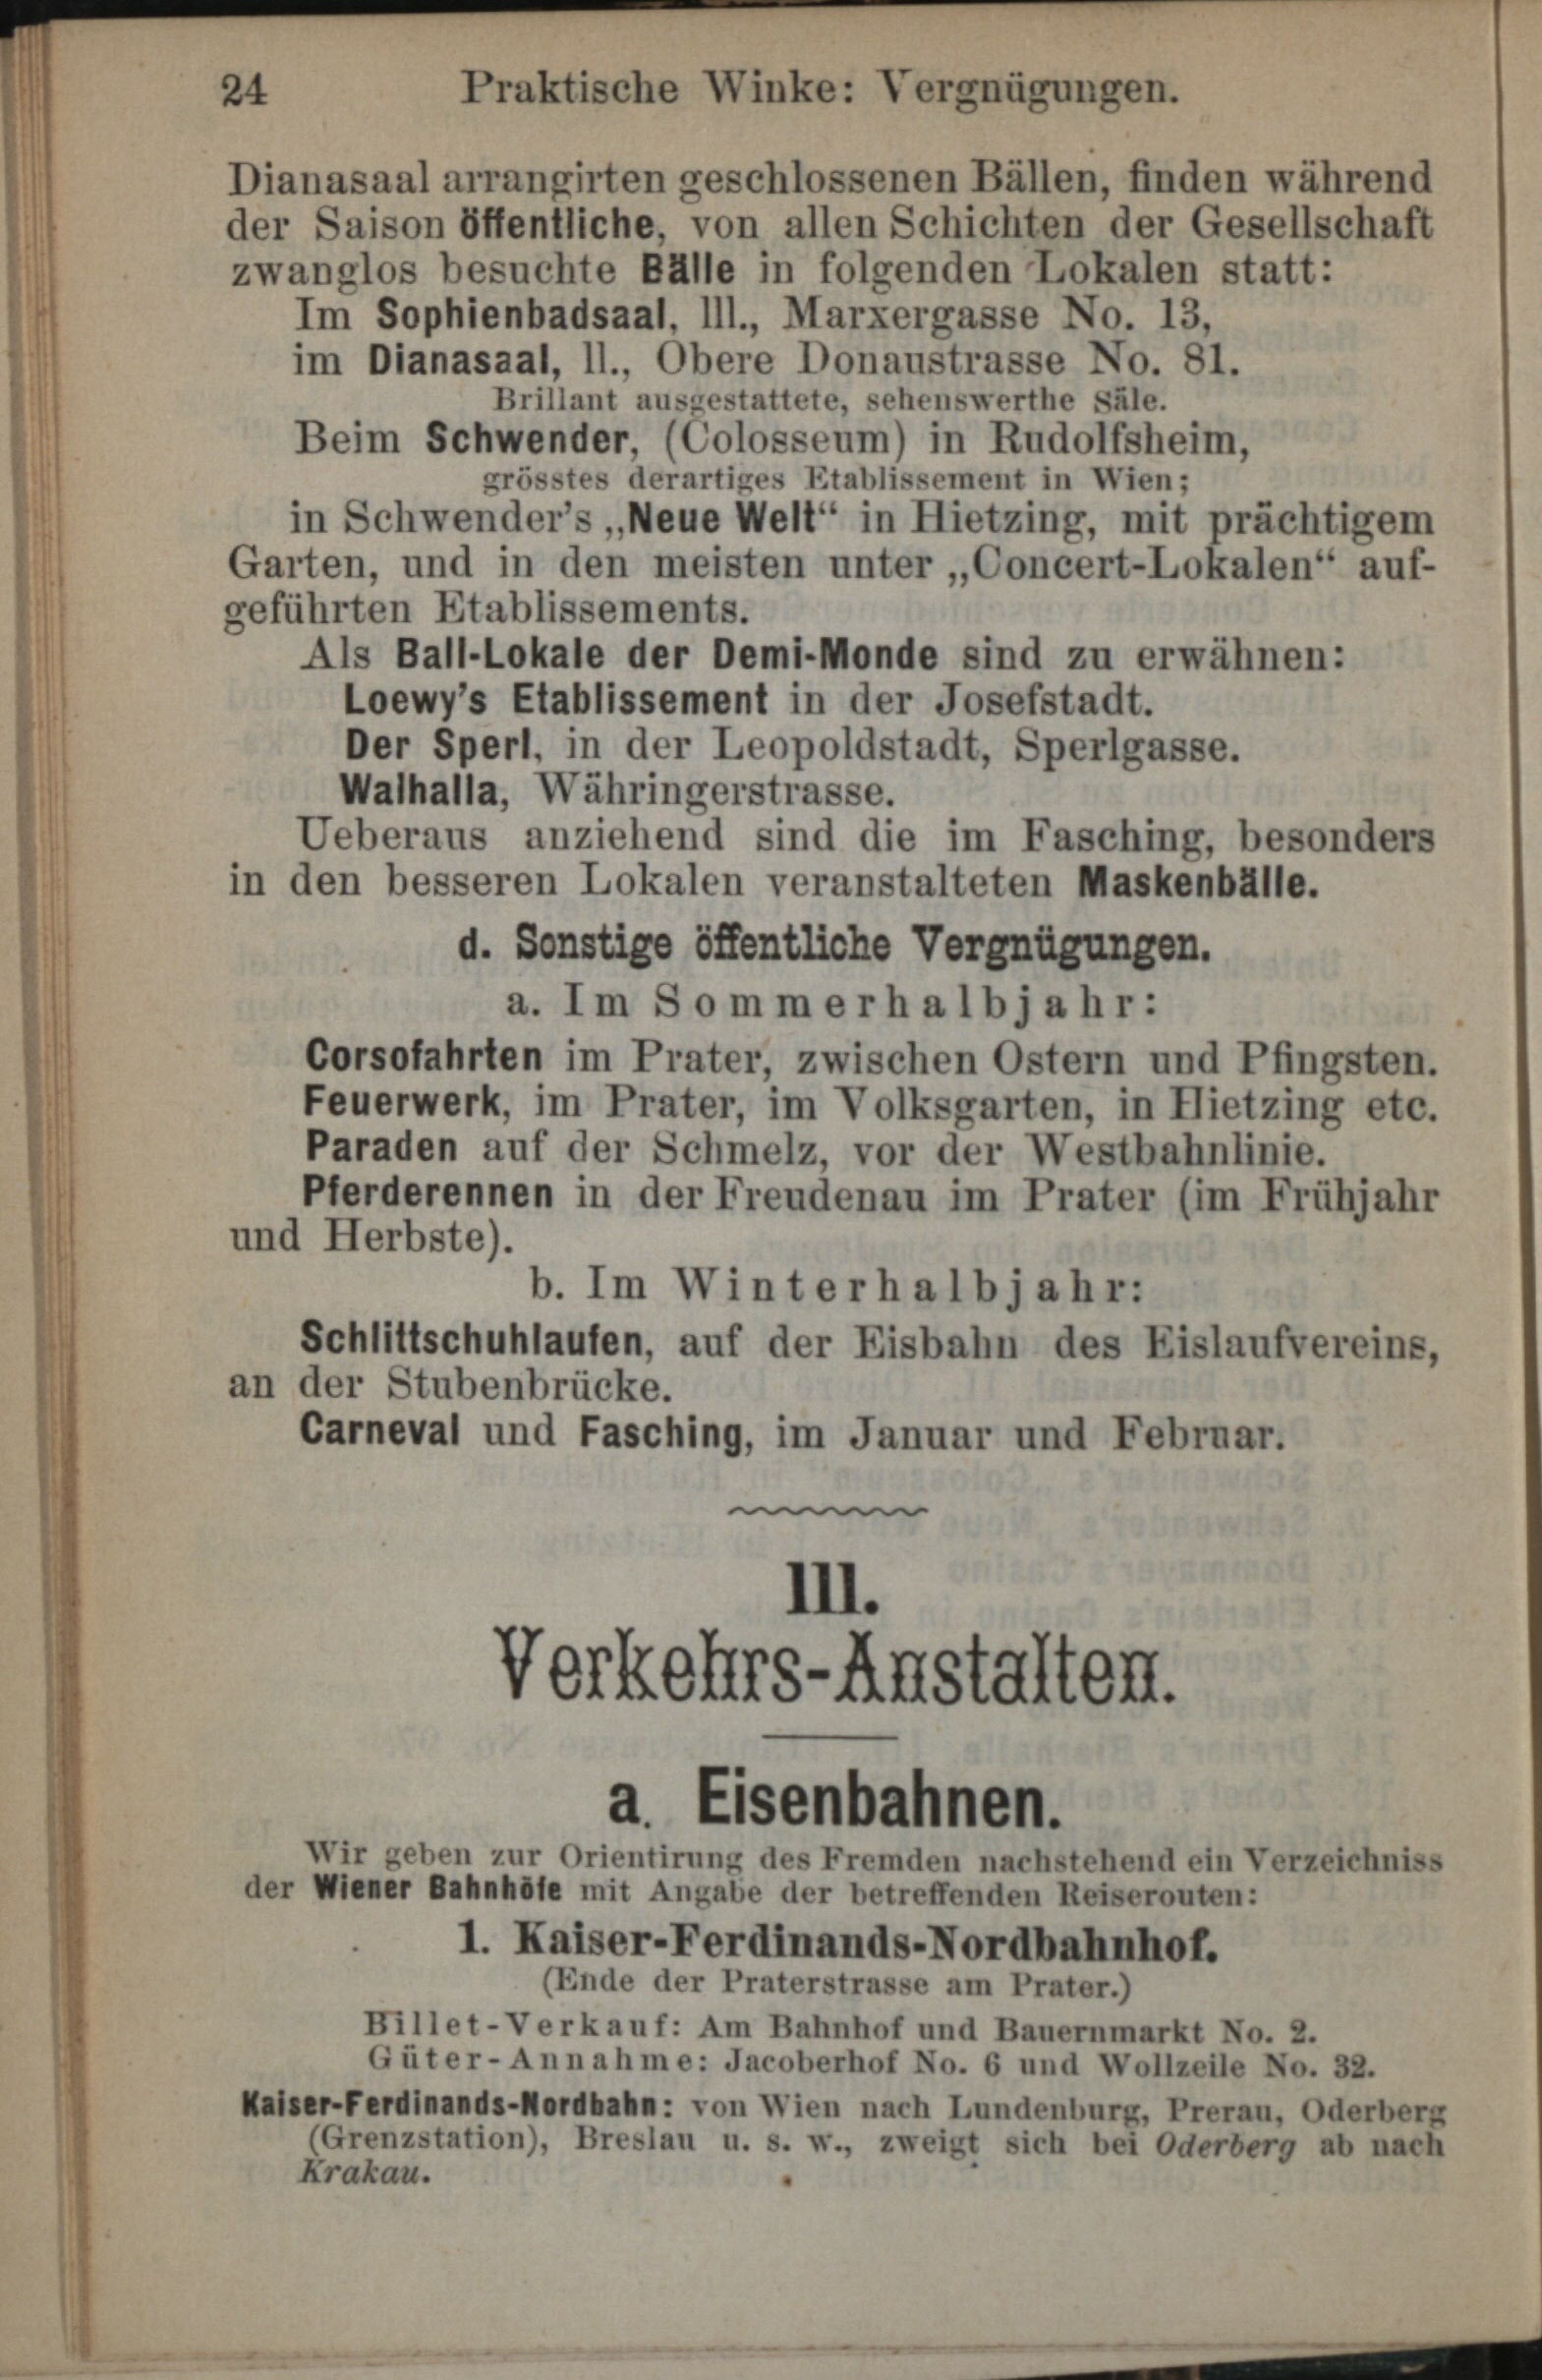 24 Praktische Winke: Vergnügungen.
Dianasaal arrangirten geschlossenen Bällen, finden während
der Saison öffentliche, von allen Schichten der Gesellschaft
zwanglos besuchte Bälle in folgenden Lokalen statt:
Im Sophienbadsaal, III., Marxergasse No. 13,
im Dianasaal, II., Obere Donaustrasse No. 81.
Brillant ausgestattete, sehenswerthe Säle.
Beim Schwender, (Colosseum) in Rudolfsheim,
grösstes derartiges Etablissement in Wien;
in Schwender's „Neue Welt“ in Hietzing, mit prächtigem
Garten, und in den meisten unter „Concert-Lokalen“ auf-
geführten Etablissements.
Als Ball-Lokale der Demi-Monde sind zu erwähnen:
Loewy's Etablissement in der Josefstadt.
Der Sperl, in der Leopoldstadt, Sperlgasse.
Walhalla, Währingerstrasse.
Ueberaus anziehend sind die im Fasching, besonders
in den besseren Lokalen veranstalteten Maskenbälle.
d. Sonstige öffentliche Vergnügungen.
a. Im Sommerhalbjahr:
Corsofahrten im Prater, zwischen Ostern und Pfingsten.
Feuerwerk, im Prater, im Volksgarten, in Hietzing etc.
Paraden auf der Schmelz, vor der Westbahnlinie.
Pferderennen in der Freudenau im Prater (im Frühjahr
und Herbste).
b. Im Winterhalbjahr:
Schlittschuhlaufen, auf der Eisbahn des Eislaufvereins,
an der Stubenbrücke.
Carneval und Fasching, im Januar und Februar.
III.
Verkehrs-Anstalten.
a. Eisenbahnen.
Wir geben zur Orientirung des Fremden nachstehend ein Verzeichniss
der Wiener Bahnhöfe mit Angabe der betreffenden Reiserouten:
1. Kaiser-Ferdinands-Nordbahnhof.
(Ende der Praterstrasse am Prater.)
Billet-Verkauf: Am Bahnhof und Bauernmarkt No. 2.
Güter-Annahme: Jacoberhof No. 6 und Wollzeile No. 32.
Kaiser-Ferdinands-Nordbahn: von Wien nach Lundenburg, Prerau, Oderberg
(Grenzstation), Breslau u. s. w., zweigt sich bei Oderberg ab nach
Krakau.